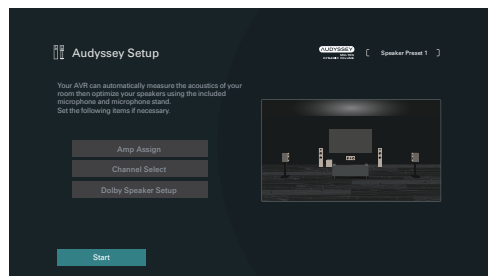 Audyssey Setup
AUDYSSEY
Speaker Preset 1
Your AVR can automatically measure the acoustics of your
room then optimize your speakers using the included
microphone and microphone stand.
Set the following items if necessary.
Amp Assign
Channel Select
Dolby Speaker Setup
Start